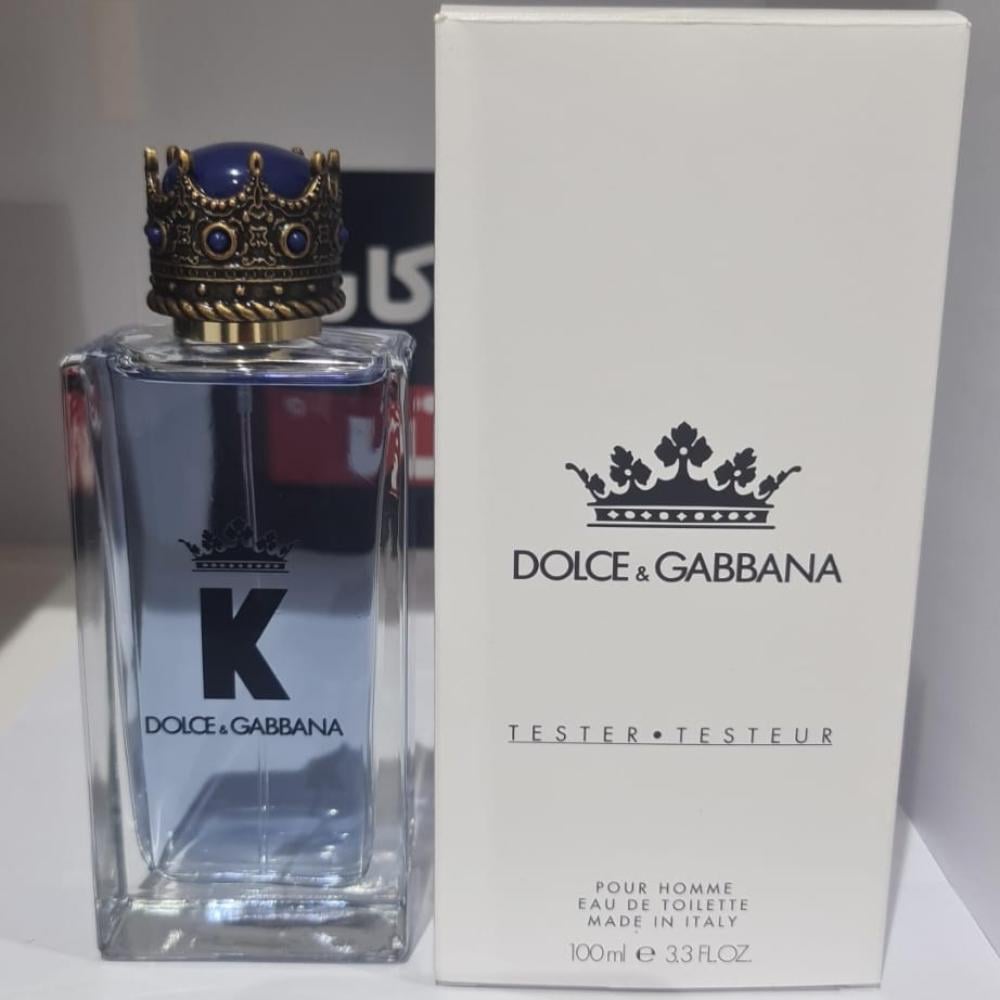 K
DOLCE & GABBANA
DOLCE & GABBANA
TESTER • TESTEUR
POUR HOMME
EAU DE TOILETTE
MADE IN ITALY
100ml ℮ 3.3 FL.OZ.